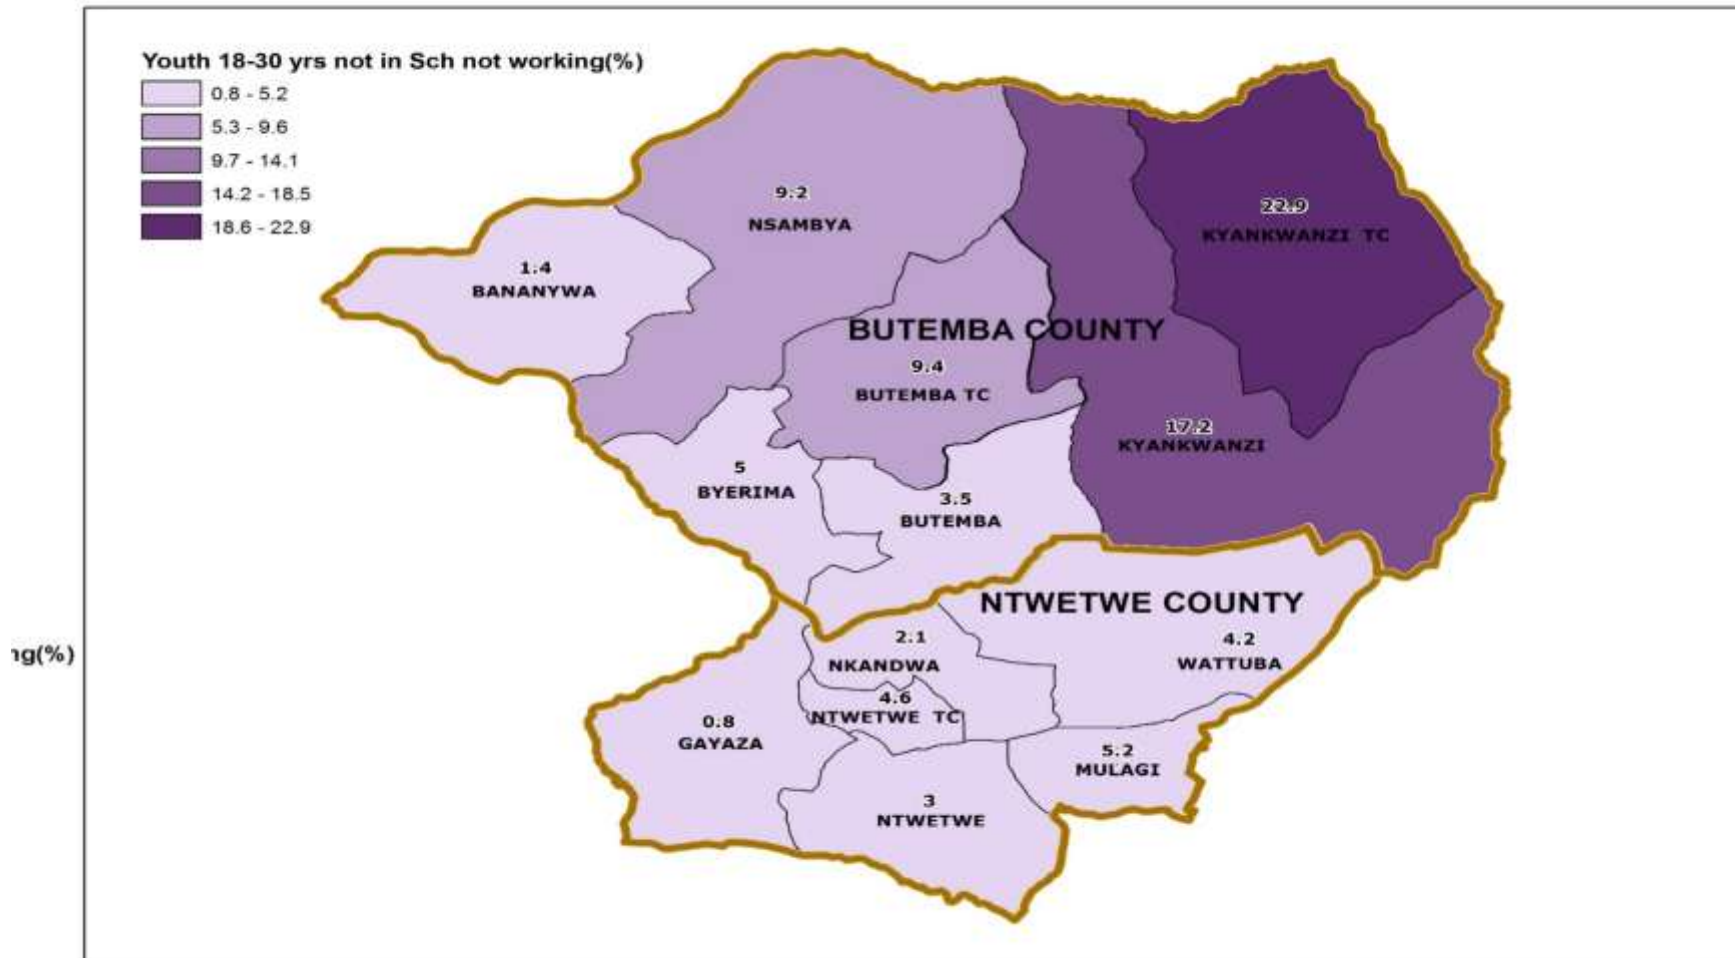 Youth 18-30 yrs not in Sch not working(%)
0.8 - 5.2
5.3 - 9.6
9.7 - 14.1
14.2 - 18.5
18.6 - 22.9
9.2
NSAMBYA
22.9
KYANKWANZI TC
1.4
BANANYWA
BUTEMBA COUNTY
9.4
BUTEMBA TC
17.2
KYANKWANZI
5
BYERIMA
3.5
BUTEMBA
NTWETWE COUNTY
2.1
NKANDWA
4.2
WATTUBA
ng(%)
4.6
NTWETWE TC
0.8
GAYAZA
5.2
MULAGI
3
NTWETWE